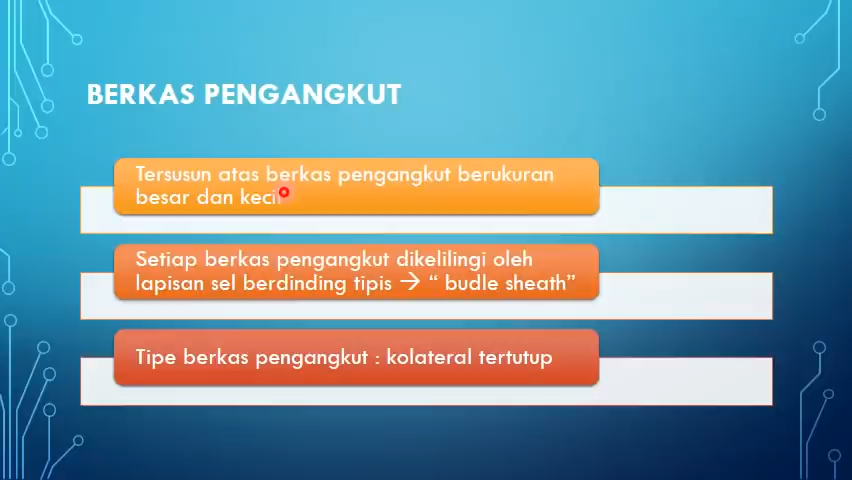 BERKAS PENGANGKUT
Tersusun atas berkas pengangkut berukuran
besar dan kecil
Setiap berkas pengangkut dikelilingi oleh
lapisan sel berdinding tipis → “ budle sheath”
Tipe berkas pengangkut : kolateral tertutup